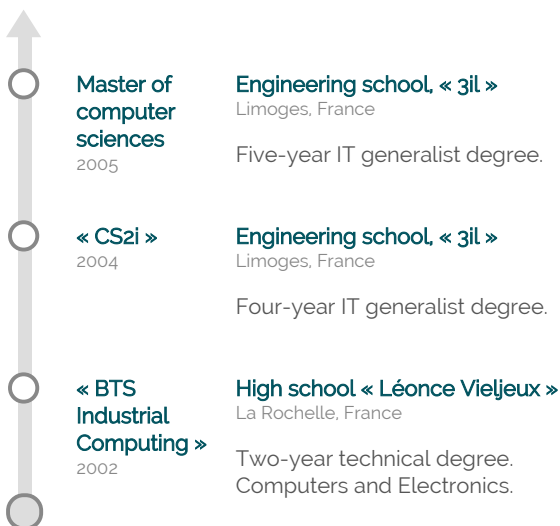 Master of
computer
sciences
2005
Engineering school, « 3il »
Limoges, France
Five-year IT generalist degree.
« CS2i »
2004
Engineering school, « 3il »
Limoges, France
Four-year IT generalist degree.
« BTS
Industrial
Computing »
2002
High school « Léonce Vieljeux »
La Rochelle, France
Two-year technical degree.
Computers and Electronics.